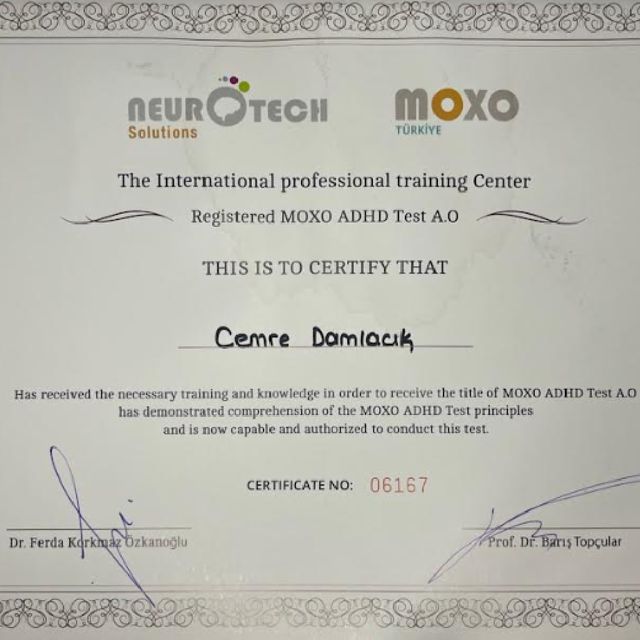 NEUROTECH
Solutions
MOXO
TÜRKİYE
The International professional training Center
Registered MOXO ADHD Test A.O
THIS IS TO CERTIFY THAT
Cemre Damlacık
Has received the necessary training and knowledge in order to receive the title of MOXO ADHD Test A.O
has demonstrated comprehension of the MOXO ADHD Test principles
and is now capable and authorized to conduct this test.
CERTIFICATE NO: 06167
Dr. Ferda Korkmaz Özkanoğlu
Prof. Dr. Barış Topçular